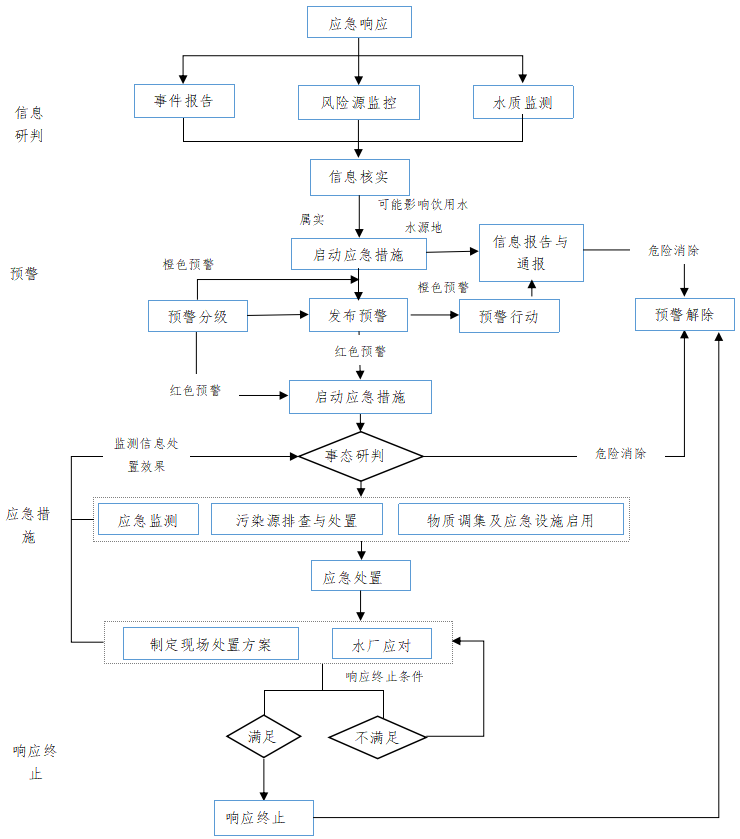 应急响应
事件报告
风险源监控
水质监测
信息
研判
信息核实
属实
可能影响饮用水
水源地
启动应急措施
信息报告与
通报
危险消除
预警
橙色预警
橙色预警
预警分级
发布预警
预警行动
预警解除
红色预警
红色预警
启动应急措施
监测信息处
置效果
事态研判
危险消除
应急措
施
应急监测
污染源排查与处置
物质调集及应急设施启用
应急处置
制定现场处置方案
水厂应对
响应终止条件
满足
不满足
响应终
止
响应终止